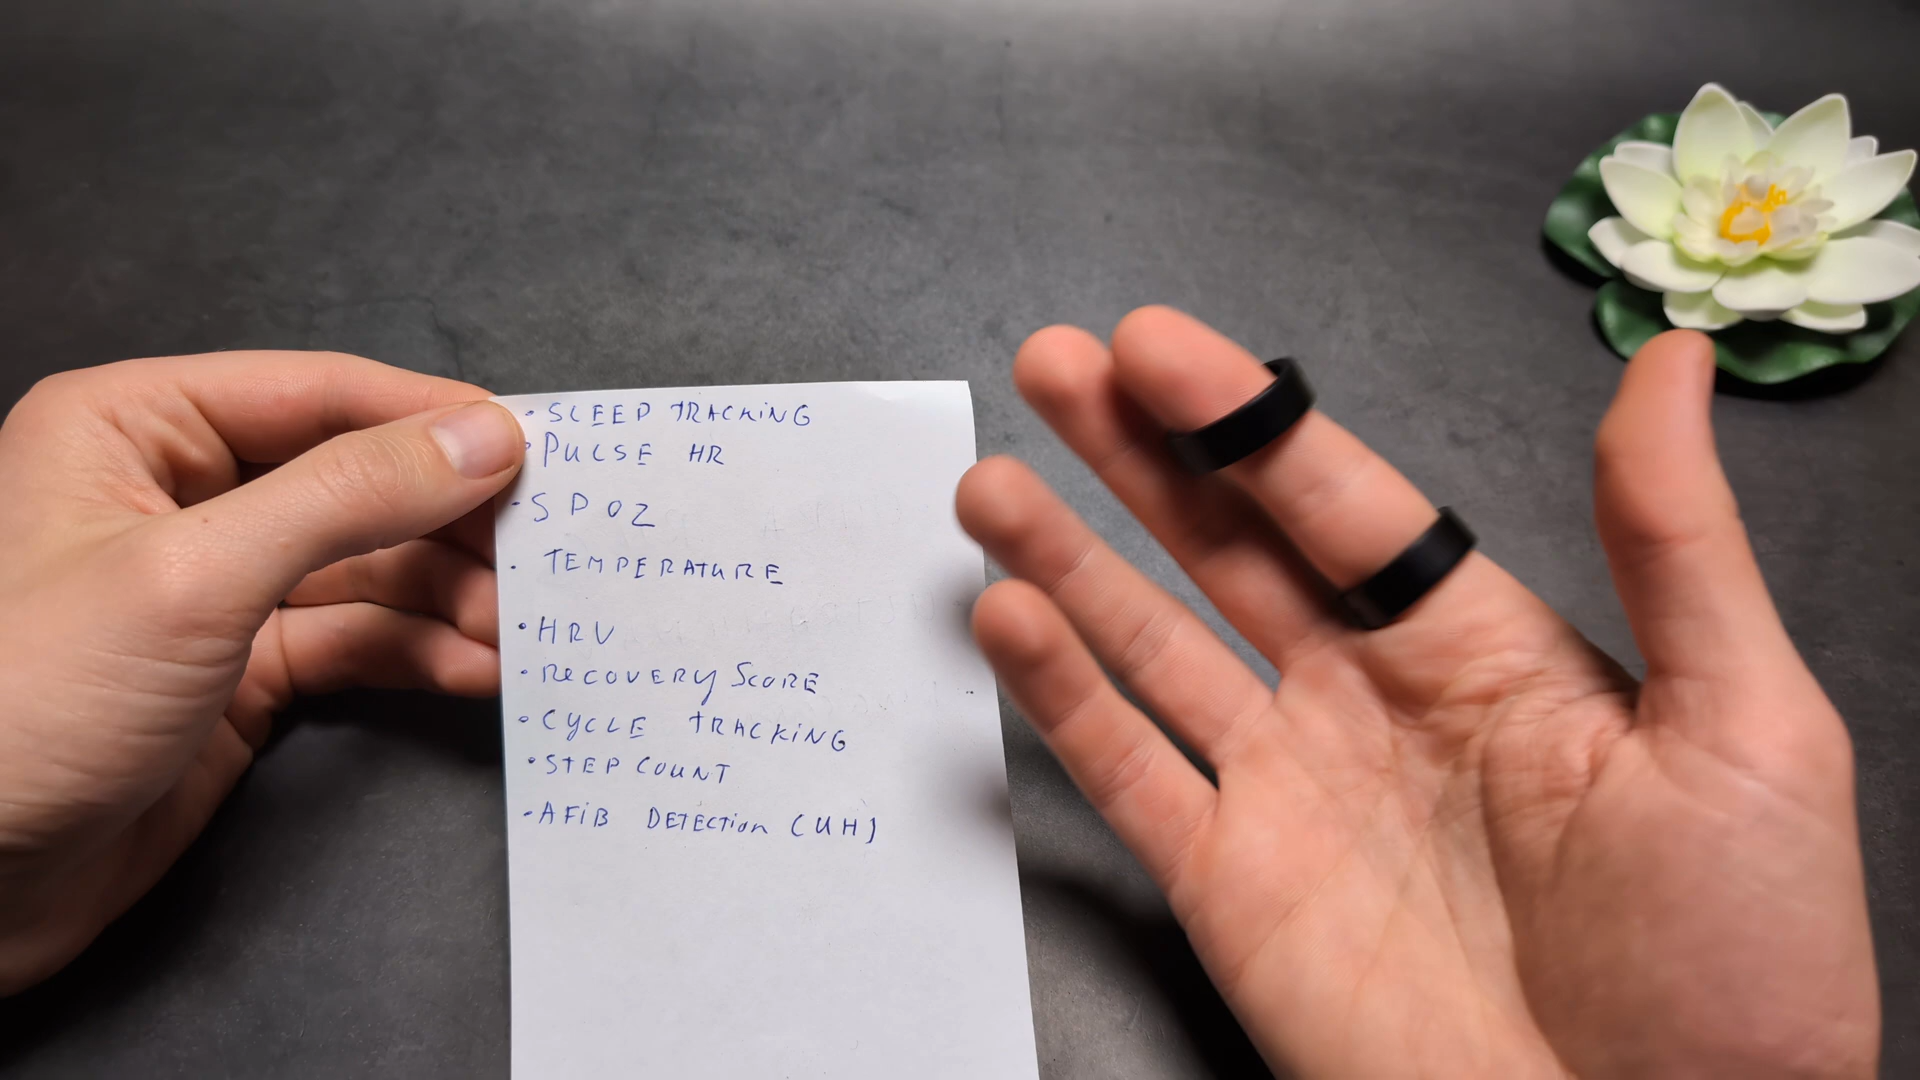 • SLEEP TRACKING
• PULSE HR
- SPO2
. TEMPERATURE
• HRV
• RECOVERY SCORE
• CYCLE TRACKING
• STEP COUNT
- AFIB DETECTION (UH)